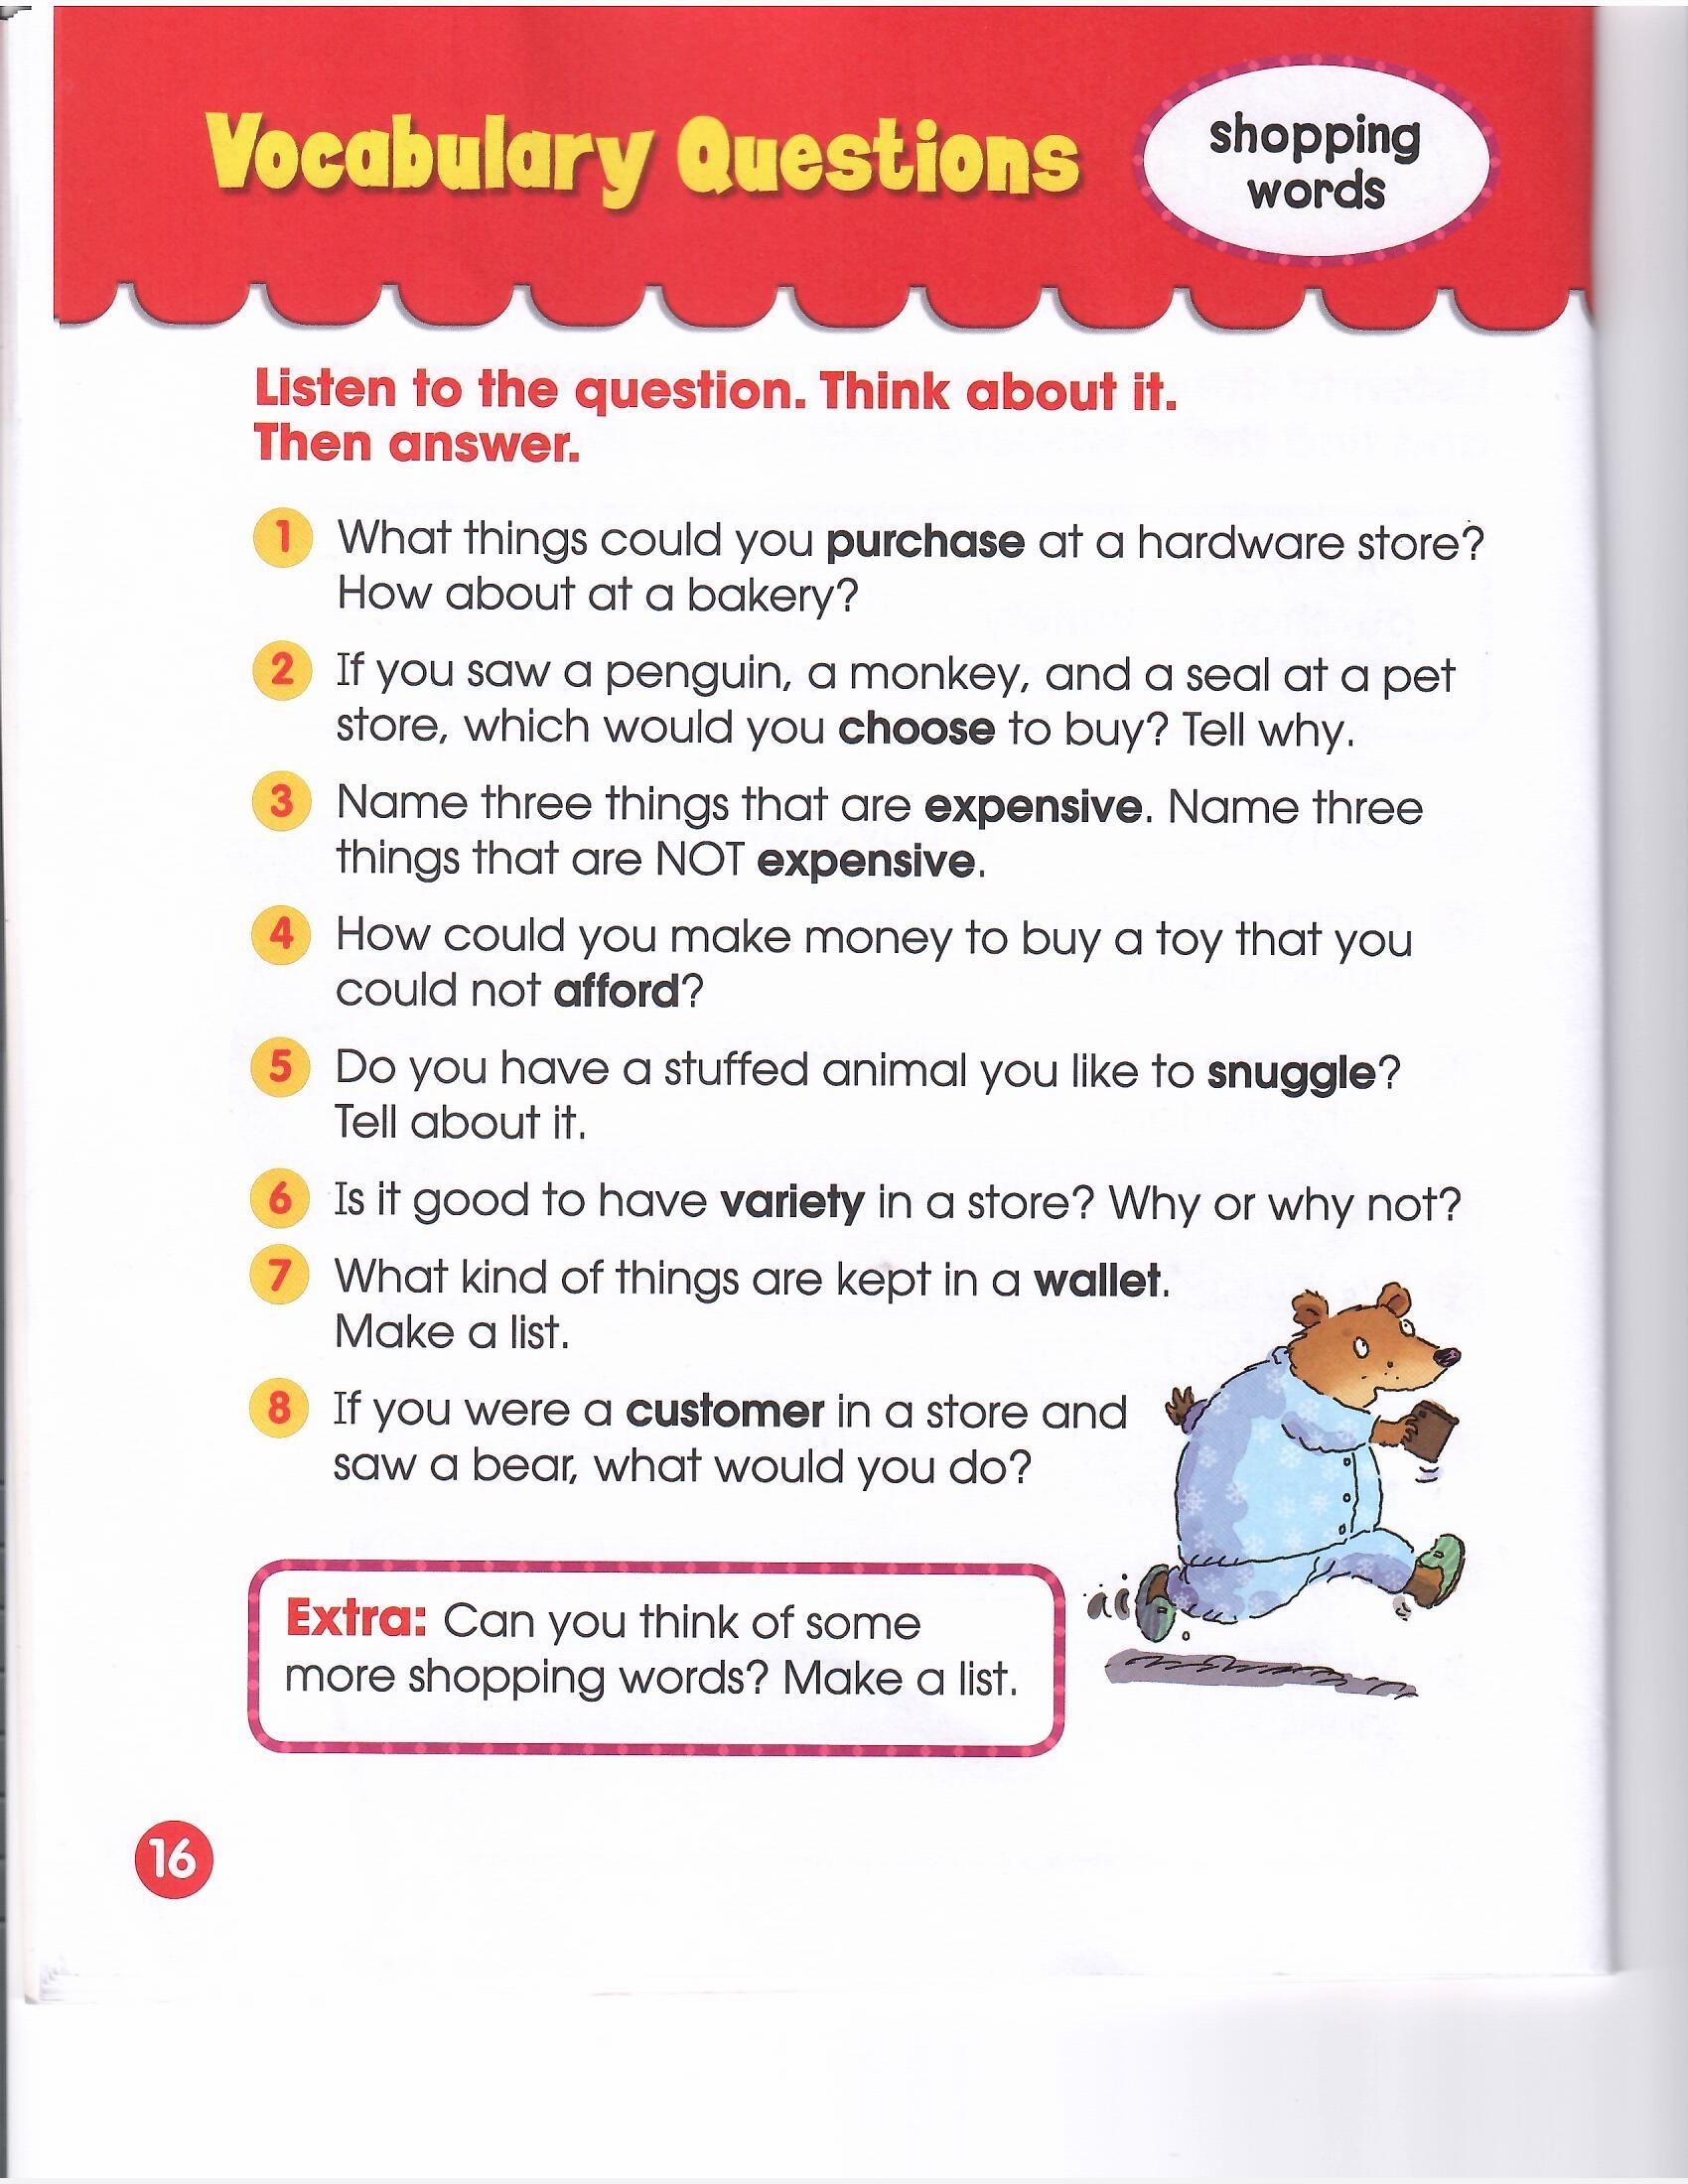 Vocabulary Questions
shopping
words
Listen to the question. Think about it.
Then answer.
1 What things could you purchase at a hardware store?
How about at a bakery?
2 If you saw a penguin, a monkey, and a seal at a pet
store, which would you choose to buy? Tell why.
3 Name three things that are expensive. Name three
things that are NOT expensive.
4 How could you make money to buy a toy that you
could not afford?
5 Do you have a stuffed animal you like to snuggle?
Tell about it.
6 Is it good to have variety in a store? Why or why not?
7 What kind of things are kept in a wallet.
Make a list.
8 If you were a customer in a store and
saw a bear, what would you do?
Extra: Can you think of some
more shopping words? Make a list.
16